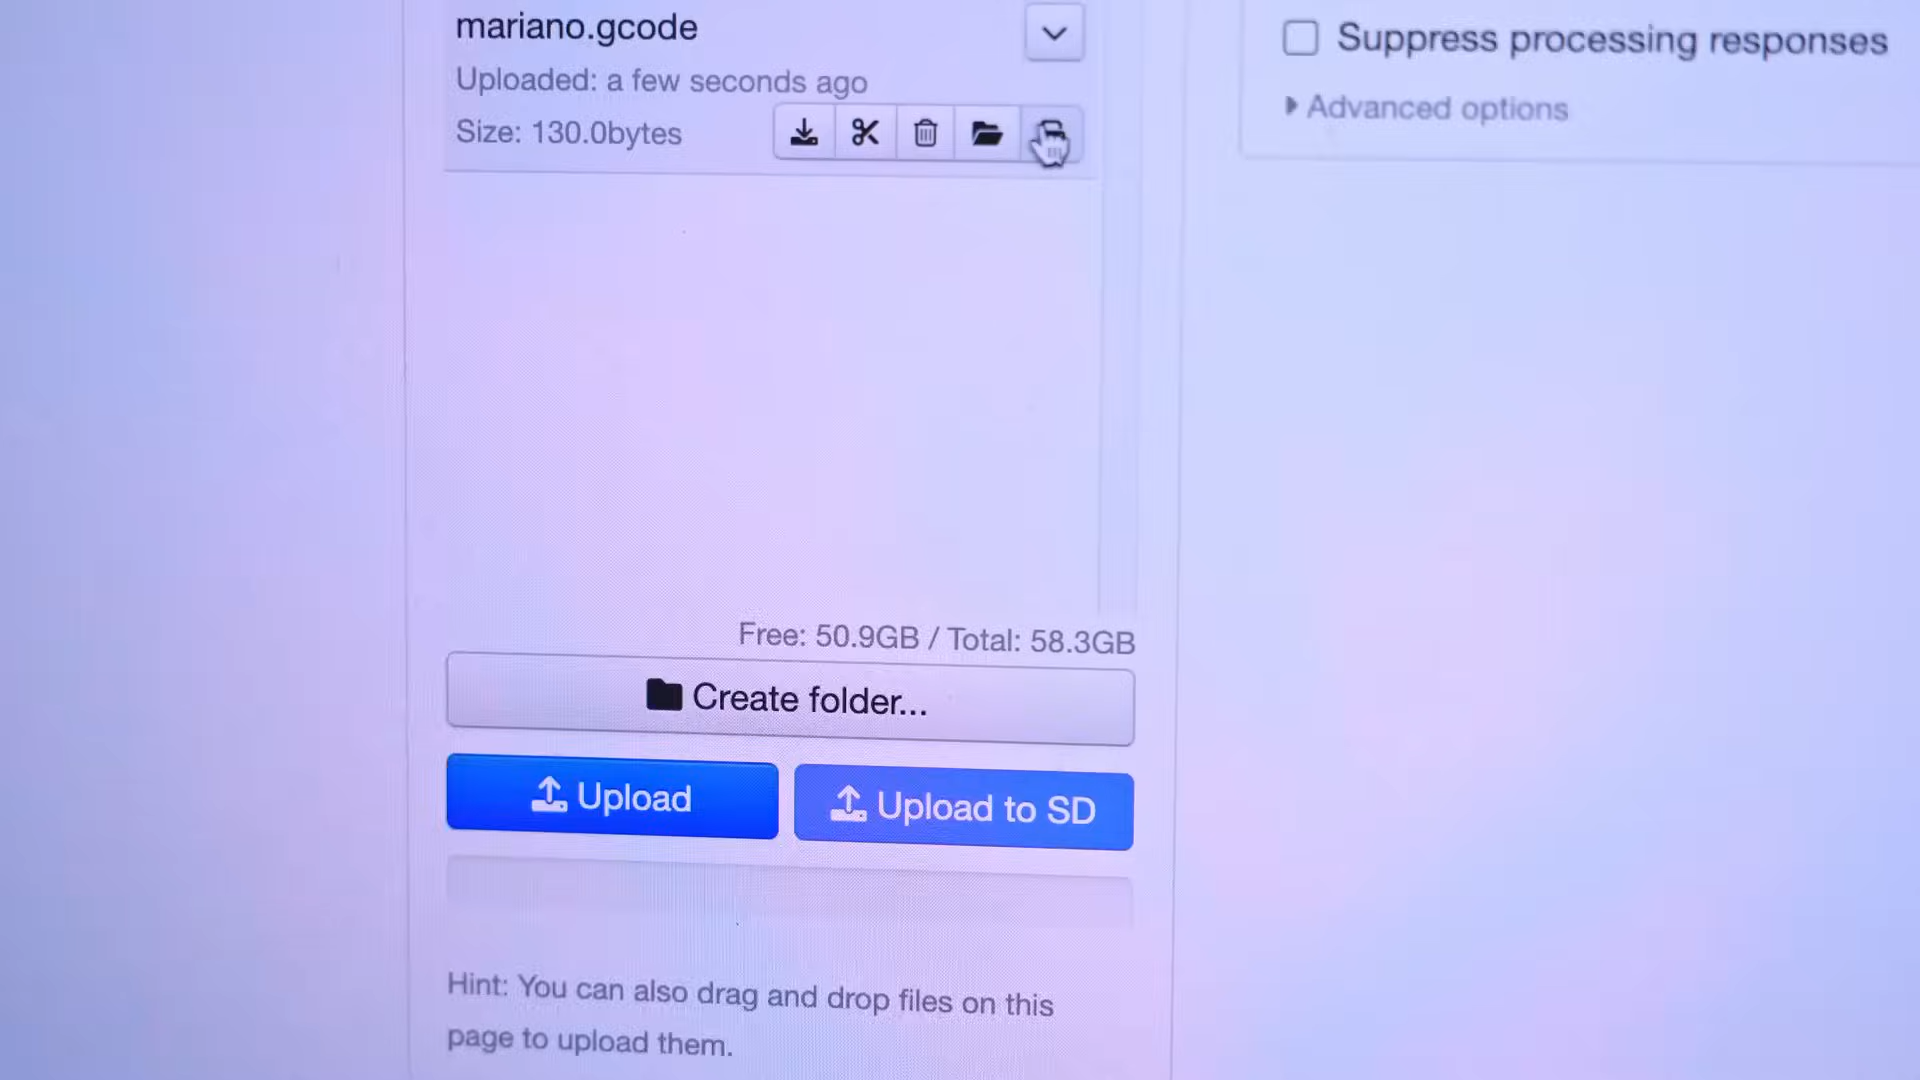 mariano.gcode
Uploaded: a few seconds ago
Size: 130.0bytes
Suppress processing responses
Advanced options
Free: 50.9GB / Total: 58.3GB
Create folder...
Upload
Upload to SD
Hint: You can also drag and drop files on this
page to upload them.